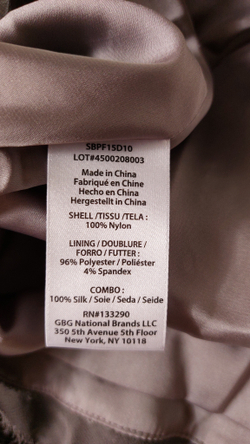 SBPF15D10
LOT#4500208003
Made in China
Fabriqué en Chine
Hecho en China
Hergestellt in China
SHELL /TISSU /TELA :
100% Nylon
LINING / DOUBLURE /
FORRO / FUTTER :
96% Polyester / Poliéster
4% Spandex
COMBO :
100% Silk / Soie / Seda / Seide
RN#133290
GBG National Brands LLC
350 5th Avenue 5th Floor
New York, NY 10118